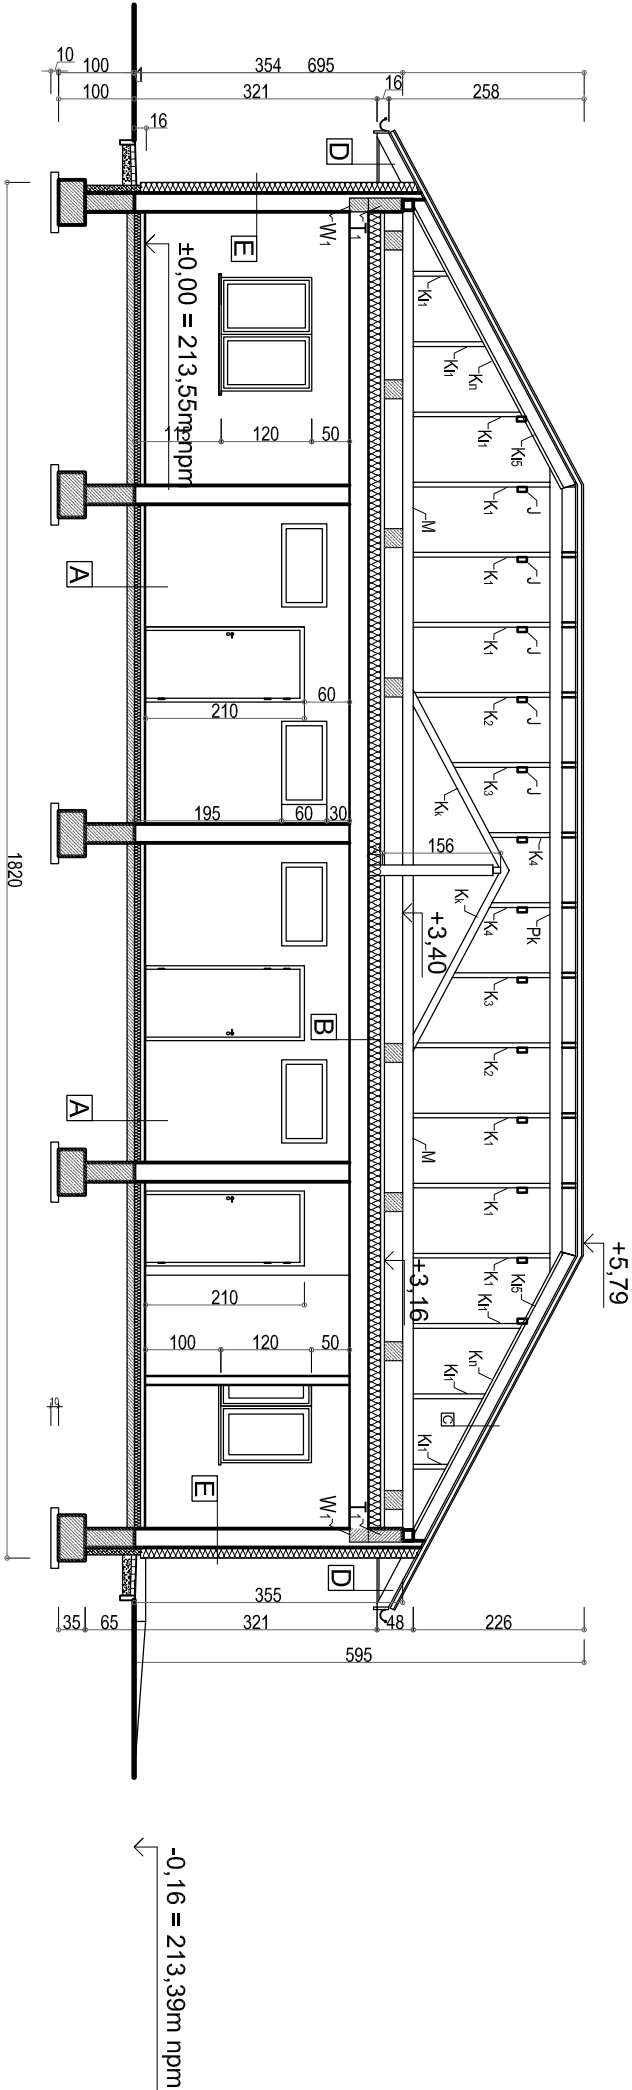 10
100
354
695
100
1
321
16
258
16
D
E
W1
1
±0,00 = 213,55m npm
Kl1
Kl1
Kn
Kl1
Kl5
120
50
K1
J
M
A
K1
J
K1
J
60
210
K2
J
K3
J
Kk
195
60
30
K4
156
1820
Kk
K4
Pk
+3,40
K3
B
K2
A
K1
M
K1
+5,79
K1
Kl1
Kl5
+3,16
210
100
120
50
Kn
Kl1
C
10
Kl1
E
W1
1
D
355
35
65
321
48
226
595
-0,16 = 213,39m npm